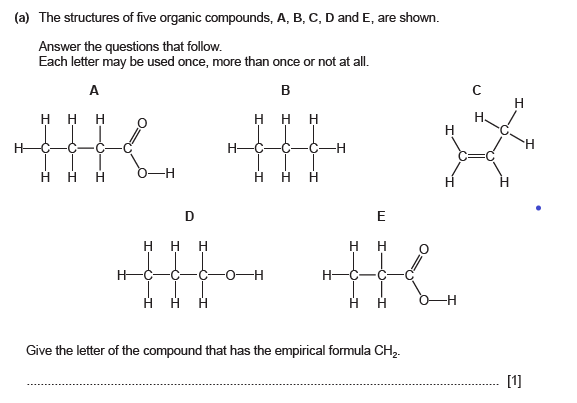 (a) The structures of five organic compounds, A, B, C, D and E, are shown.
Answer the questions that follow.
Each letter may be used once, more than once or not at all.
A
H H H O
H—C—C—C—C
H H H O—H
B
H H H
H—C—C—C—H
H H H
C
H
H H C H
C=C
H H
D
H H H
H—C—C—C—O—H
H H H
E
H H O
H—C—C—C
H H O—H
Give the letter of the compound that has the empirical formula CH₂.
[1]